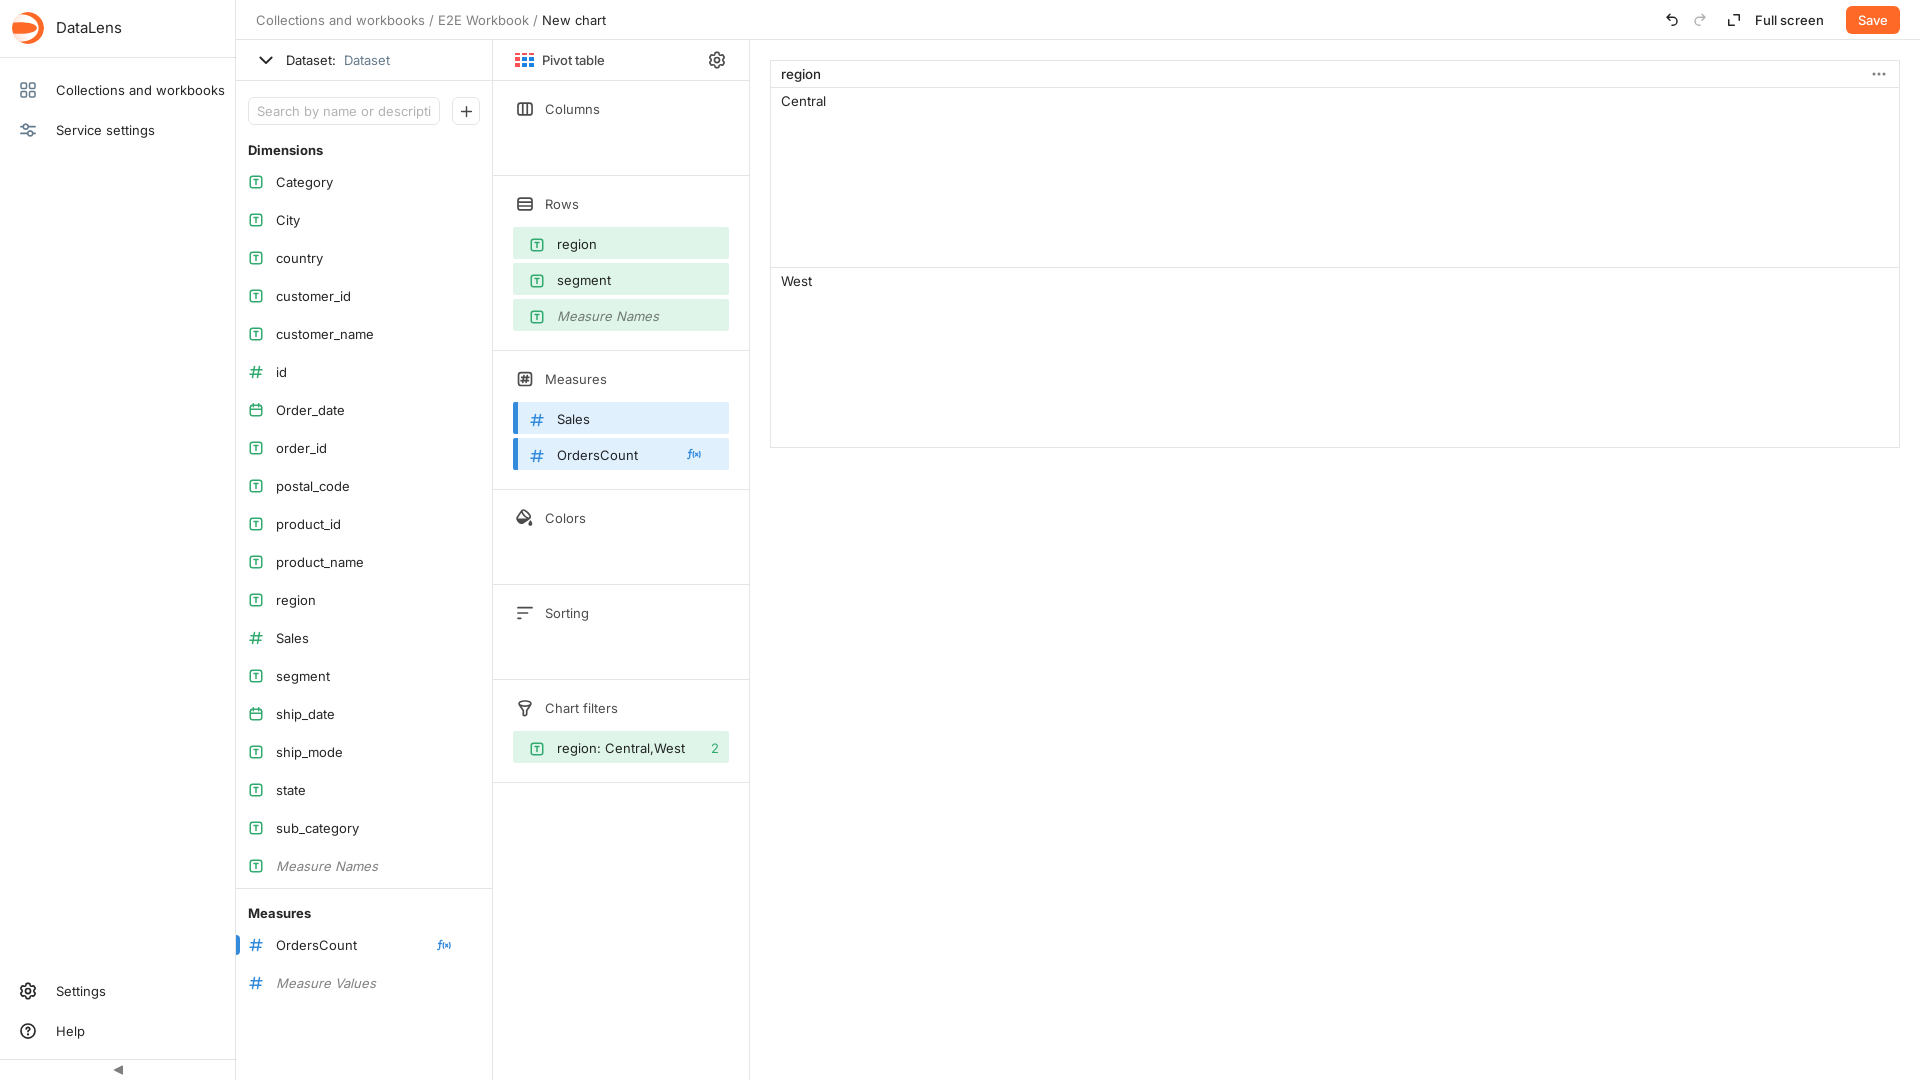 DataLens
Collections and workbooks
Service settings
Settings
Help
Collections and workbooks / E2E Workbook / New chart
Full screen
Save
Dataset: Dataset
Search by name or descripti
Dimensions
Category
City
country
customer_id
customer_name
id
Order_date
order_id
postal_code
product_id
product_name
region
Sales
segment
ship_date
ship_mode
state
sub_category
Measure Names
Measures
OrdersCount
Measure Values
Pivot table
Columns
Rows
region
segment
Measure Names
Measures
Sales
OrdersCount
Colors
Sorting
Chart filters
region: Central,West 2
region
Central
West